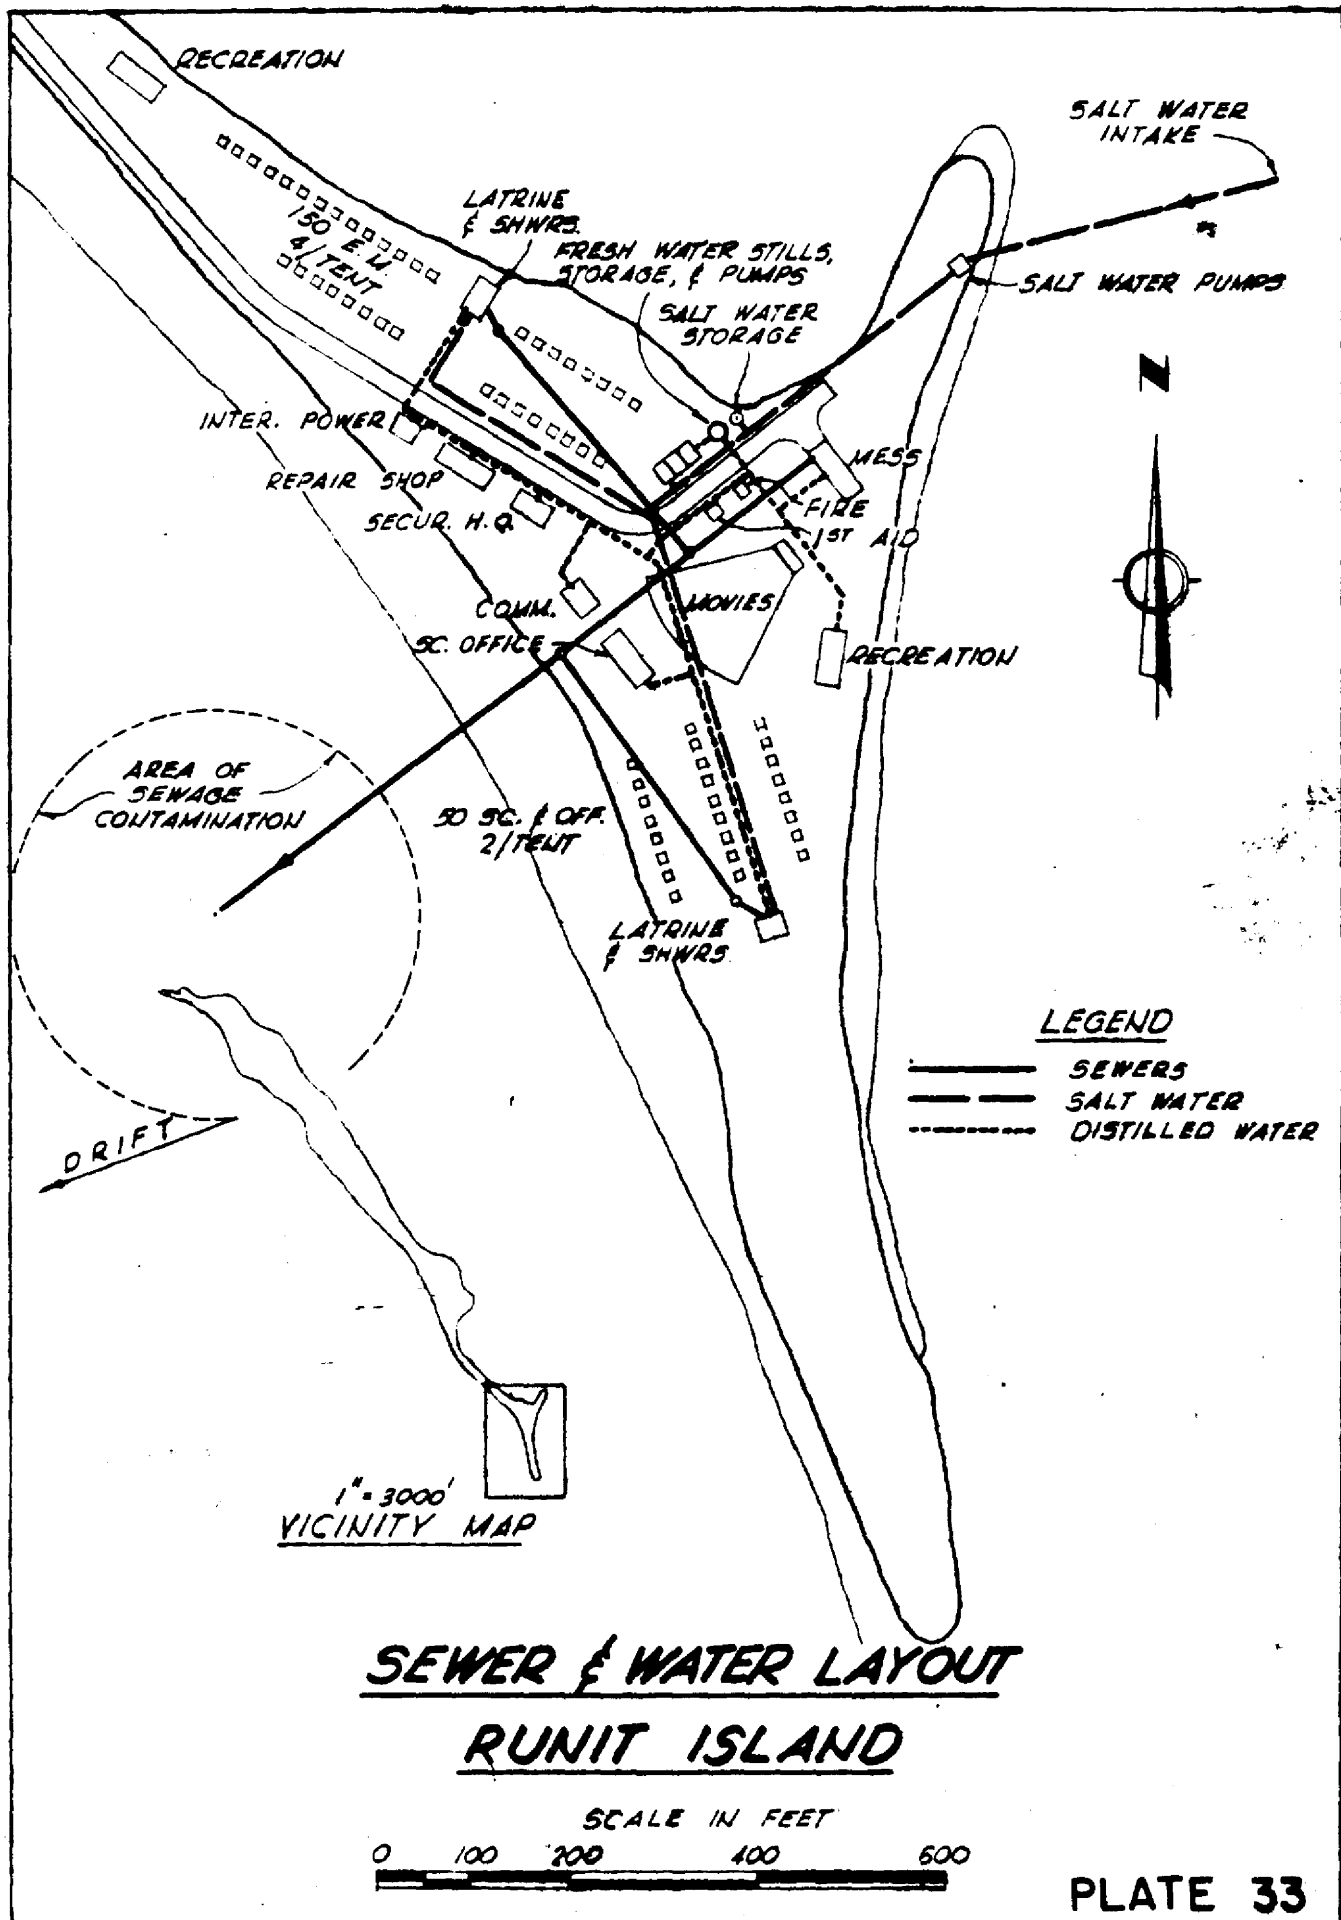 RECREATION
SALT WATER
INTAKE
LATRINE
& SHWRS.
150 E.M.
4/TENT
FRESH WATER STILLS,
STORAGE, & PUMPS
SALT WATER PUMPS
SALT WATER
STORAGE
N
INTER. POWER
REPAIR SHOP
SECUR. H.Q.
MESS
FIRE
1ST AID
COMM.
MOVIES
SC. OFFICE
RECREATION
AREA OF
SEWAGE
CONTAMINATION
50 SC. & OFF.
2/TENT
LATRINE
& SHWRS.
LEGEND
SEWERS
SALT WATER
DISTILLED WATER
DRIFT
1" = 3000'
VICINITY MAP
SEWER & WATER LAYOUT
RUNIT ISLAND
SCALE IN FEET
0 100 200 400 600
PLATE 33